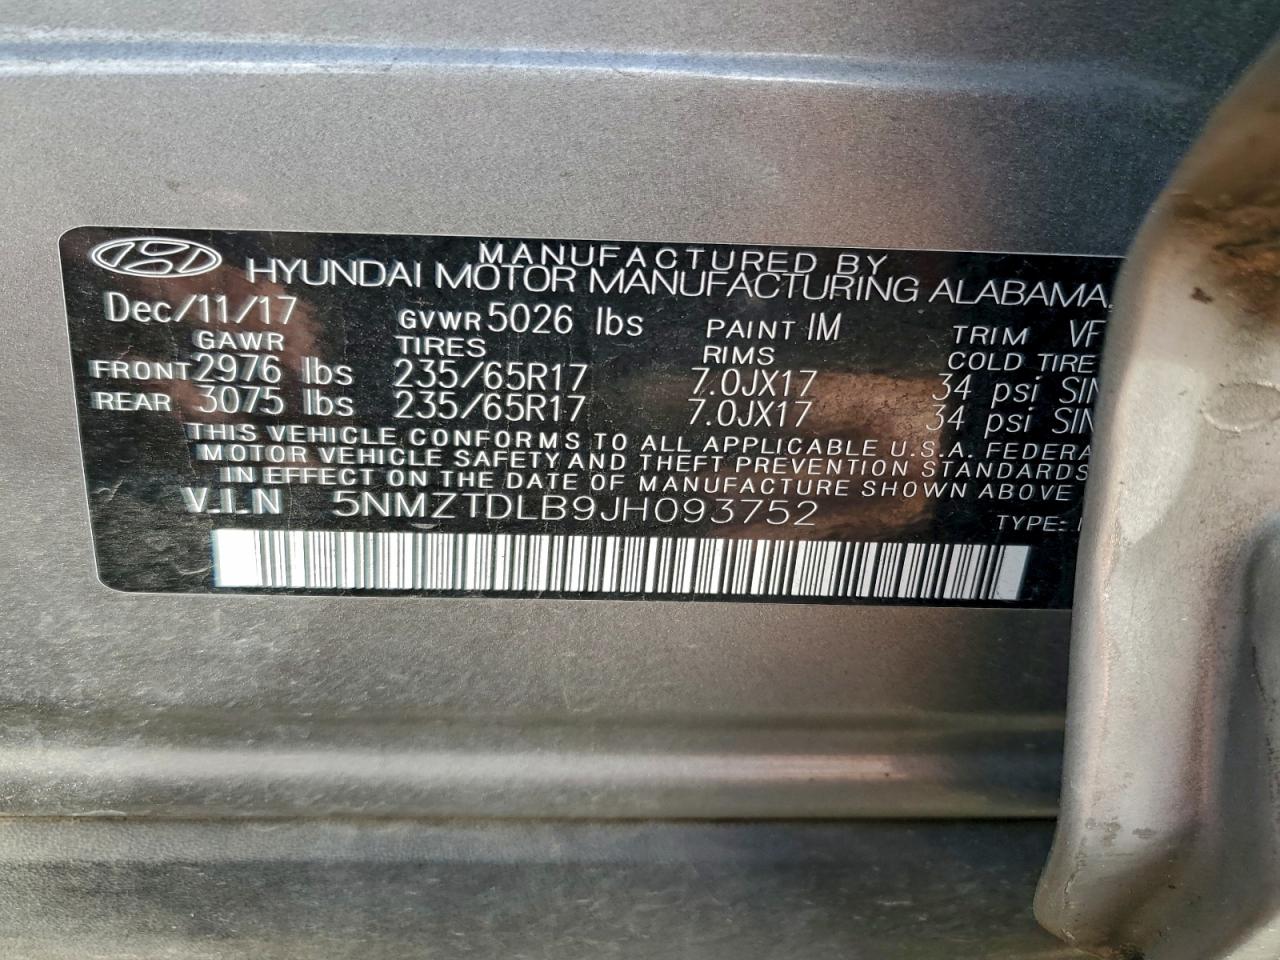 MANUFACTURED BY
HYUNDAI MOTOR MANUFACTURING ALABAMA,
Dec/11/17 GVWR 5026 lbs PAINT IM TRIM
GAWR TIRES RIMS COLD TIRE
FRONT 2976 lbs 235/65R17 7.0JX17 34 psi
REAR 3075 lbs 235/65R17 7.0JX17 34 psi
THIS VEHICLE CONFORMS TO ALL APPLICABLE U.S.A. FEDERA
MOTOR VEHICLE SAFETY AND THEFT PREVENTION STANDARDS
IN EFFECT ON THE DATE OF MANUFACTURE SHOWN ABOVE
V.I.N 5NMZTDLB9JH093752 TYPE: